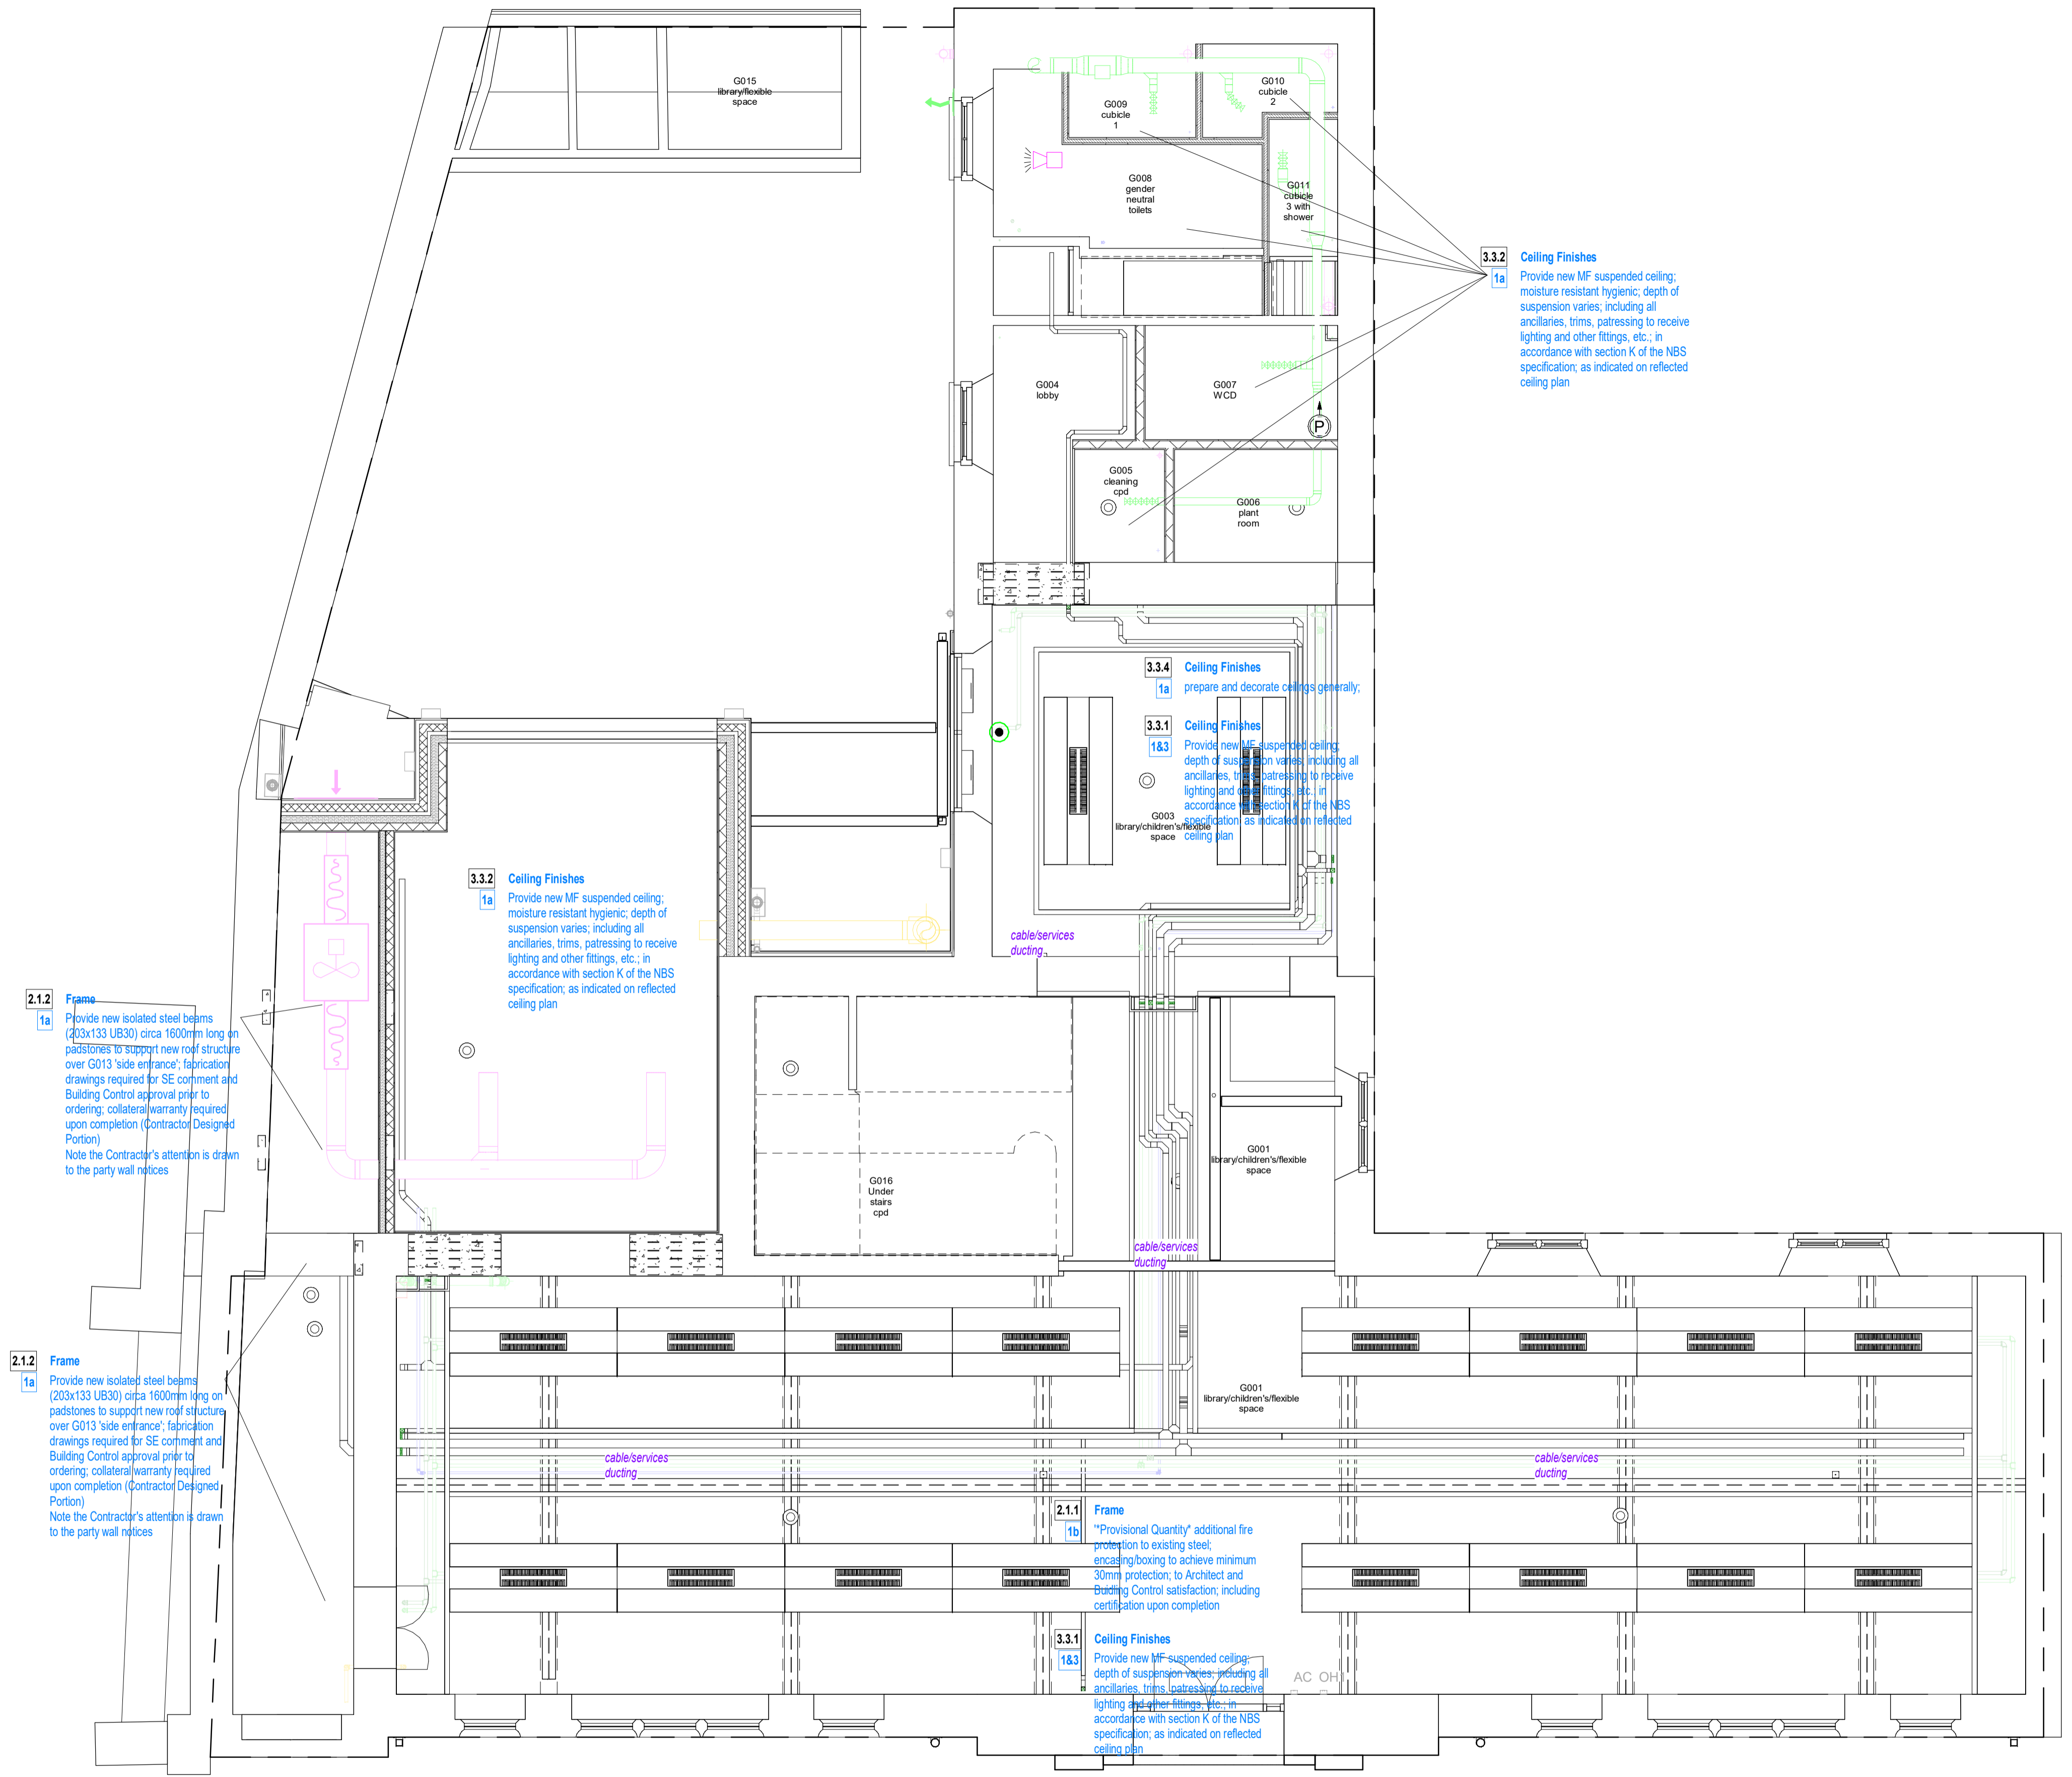 G015
library/flexible
space
G009
cubicle
1
G010
cubicle
2
G008
gender
neutral
toilets
G011
cubicle
3 with
shower
3.3.2
Ceiling Finishes
1a
Provide new MF suspended ceiling;
moisture resistant hygienic; depth of
suspension varies; including all
ancillaries, trims, patressing to receive
lighting and other fittings, etc.; in
accordance with section K of the NBS
specification; as indicated on reflected
ceiling plan
G004
lobby
G007
WCD
P
G005
cleaning
cpd
G006
plant
room
3.3.4
Ceiling Finishes
1a
prepare and decorate ceilings generally;
3.3.1
Ceiling Finishes
1&3
Provide new MF suspended ceiling;
depth of suspension varies; including all
ancillaries, trims, patressing to receive
lighting and other fittings, etc.; in
accordance with section K of the NBS
specification; as indicated on reflected
ceiling plan
G003
library/children's/flexible
space
3.3.2
Ceiling Finishes
1a
Provide new MF suspended ceiling;
moisture resistant hygienic; depth of
suspension varies; including all
ancillaries, trims, patressing to receive
lighting and other fittings, etc.; in
accordance with section K of the NBS
specification; as indicated on reflected
ceiling plan
cable/services
ducting
2.1.2
Frame
1a
Provide new isolated steel beams
(203x133 UB30) circa 1600mm long on
padstones to support new roof structure
over G013 'side entrance'; fabrication
drawings required for SE comment and
Building Control approval prior to
ordering; collateral warranty required
upon completion (Contractor Designed
Portion)
Note the Contractor's attention is drawn
to the party wall notices
G001
library/children's/flexible
space
G016
Under
stairs
cpd
cable/services
ducting
2.1.2
Frame
1a
Provide new isolated steel beams
(203x133 UB30) circa 1600mm long on
padstones to support new roof structure
over G013 'side entrance'; fabrication
drawings required for SE comment and
Building Control approval prior to
ordering; collateral warranty required
upon completion (Contractor Designed
Portion)
Note the Contractor's attention is drawn
to the party wall notices
G001
library/children's/flexible
space
cable/services
ducting
cable/services
ducting
2.1.1
Frame
1b
'*Provisional Quantity* additional fire
protection to existing steel;
encasing/boxing to achieve minimum
30mm protection; to Architect and
Buidling Control satisfaction; including
certification upon completion
3.3.1
Ceiling Finishes
1&3
Provide new MF suspended ceiling;
depth of suspension varies; including all
ancillaries, trims, patressing to receive
lighting and other fittings, etc.; in
accordance with section K of the NBS
specification; as indicated on reflected
ceiling plan
AC OH